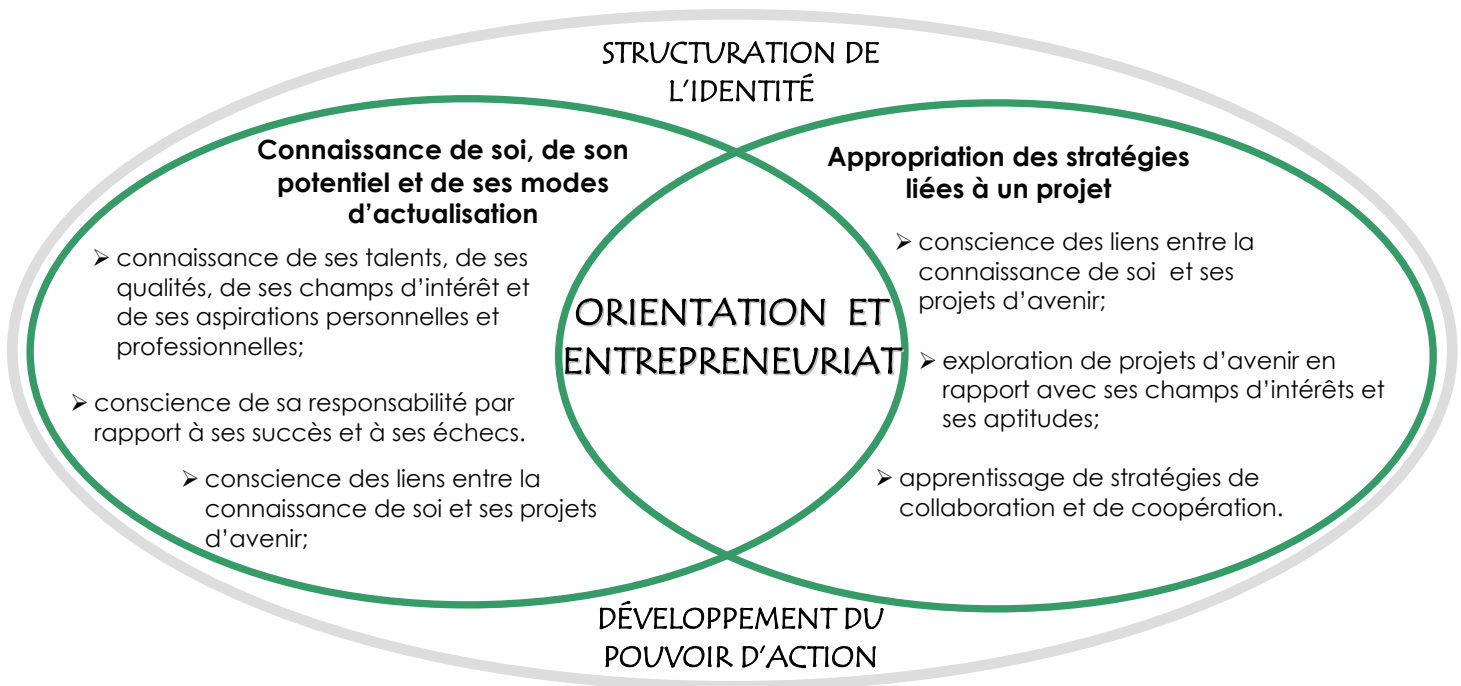 STRUCTURATION DE
L'IDENTITÉ
Connaissance de soi, de son
potentiel et de ses modes
d'actualisation
➢ connaissance de ses talents, de ses
qualités, de ses champs d'intérêt et
de ses aspirations personnelles et
professionnelles;
➢ conscience de sa responsabilité par
rapport à ses succès et à ses échecs.
➢ conscience des liens entre la
connaissance de soi et ses projets
d'avenir;
ORIENTATION ET
ENTREPRENEURIAT
Appropriation des stratégies
liées à un projet
➢ conscience des liens entre la
connaissance de soi et ses
projets d'avenir;
➢ exploration de projets d'avenir en
rapport avec ses champs d'intérêts et
ses aptitudes;
➢ apprentissage de stratégies de
collaboration et de coopération.
DÉVELOPPEMENT DU
POUVOIR D'ACTION